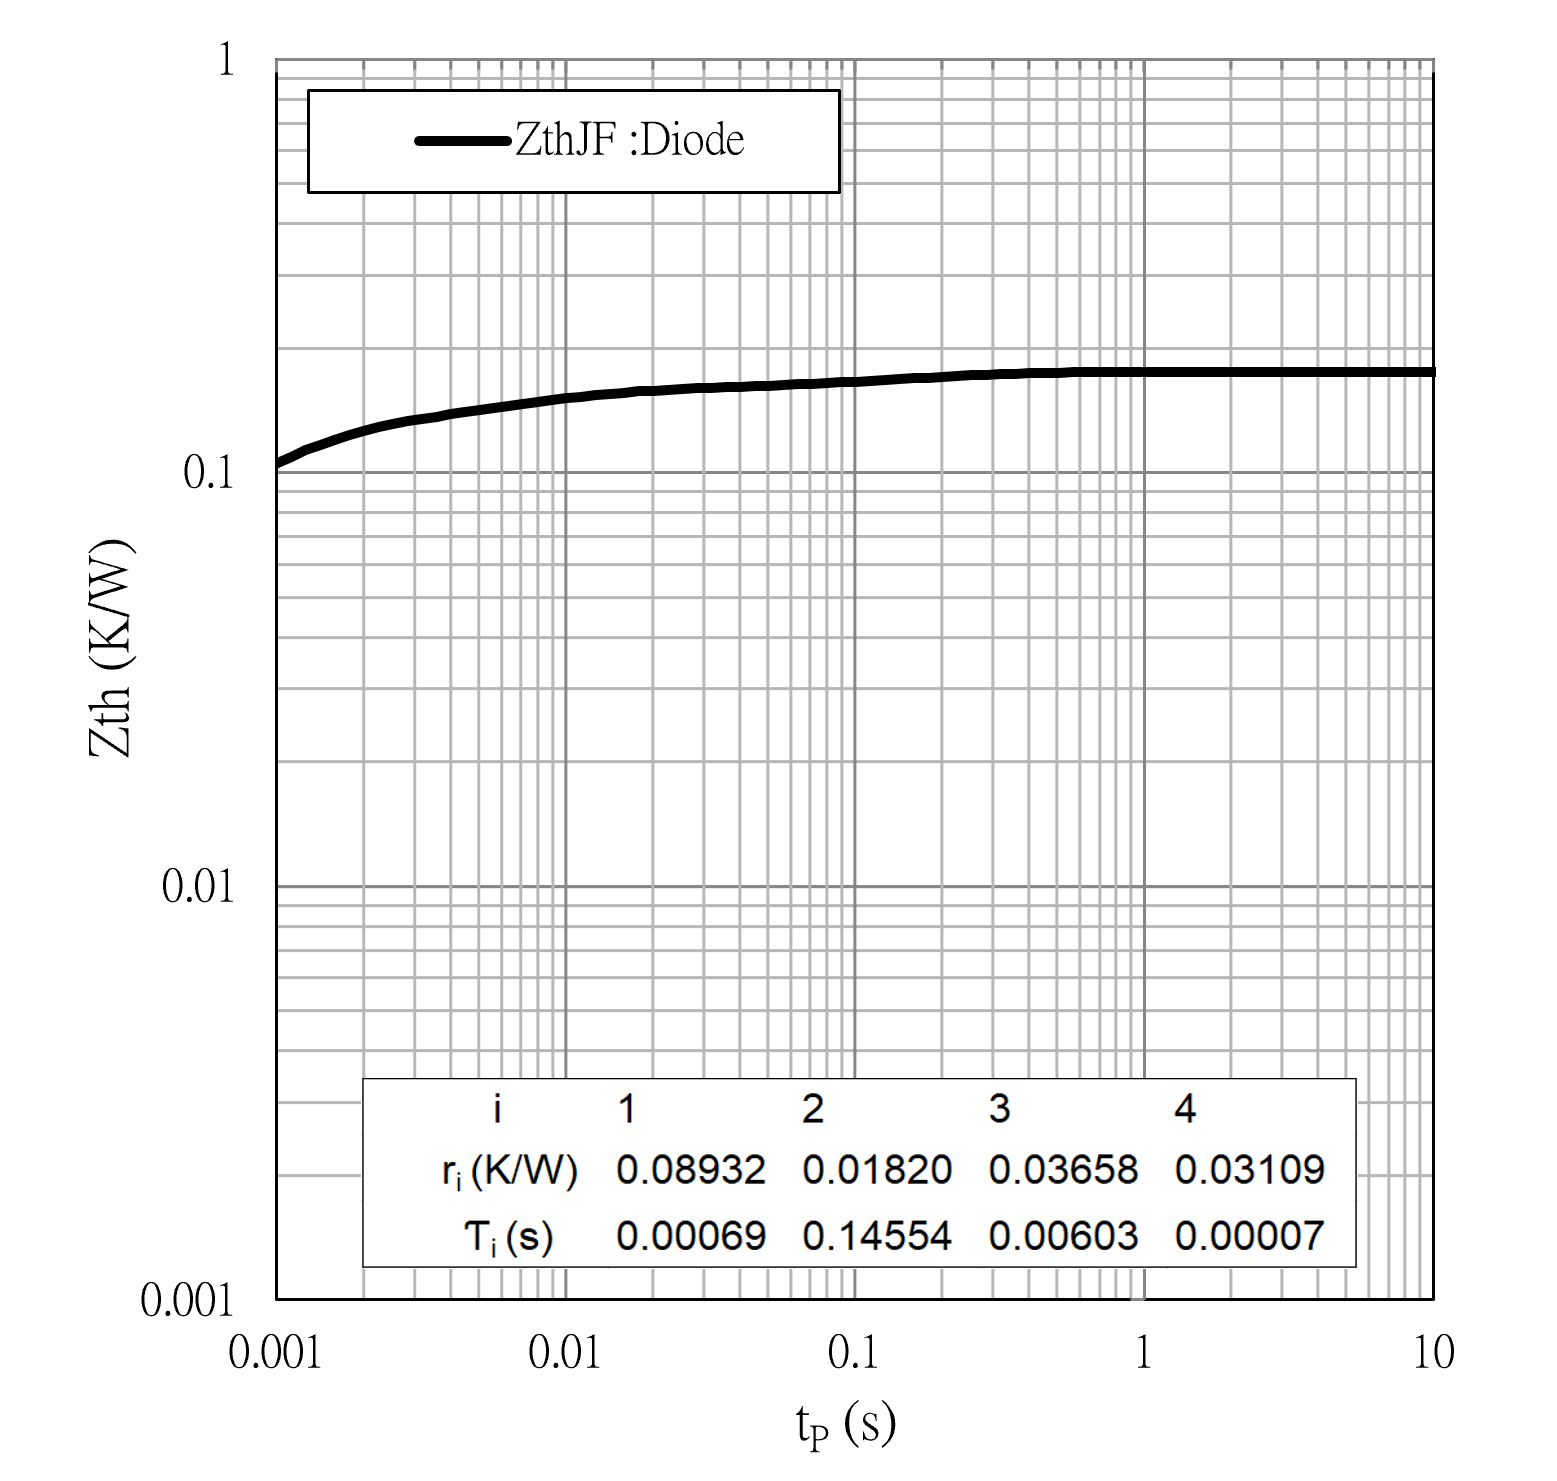 1
ZthJF :Diode
0.1
Zth (K/W)
0.01
i 1 2 3 4
ri (K/W) 0.08932 0.01820 0.03658 0.03109
Ƭi (s) 0.00069 0.14554 0.00603 0.00007
0.001
0.001 0.01 0.1 1 10
tP (s)